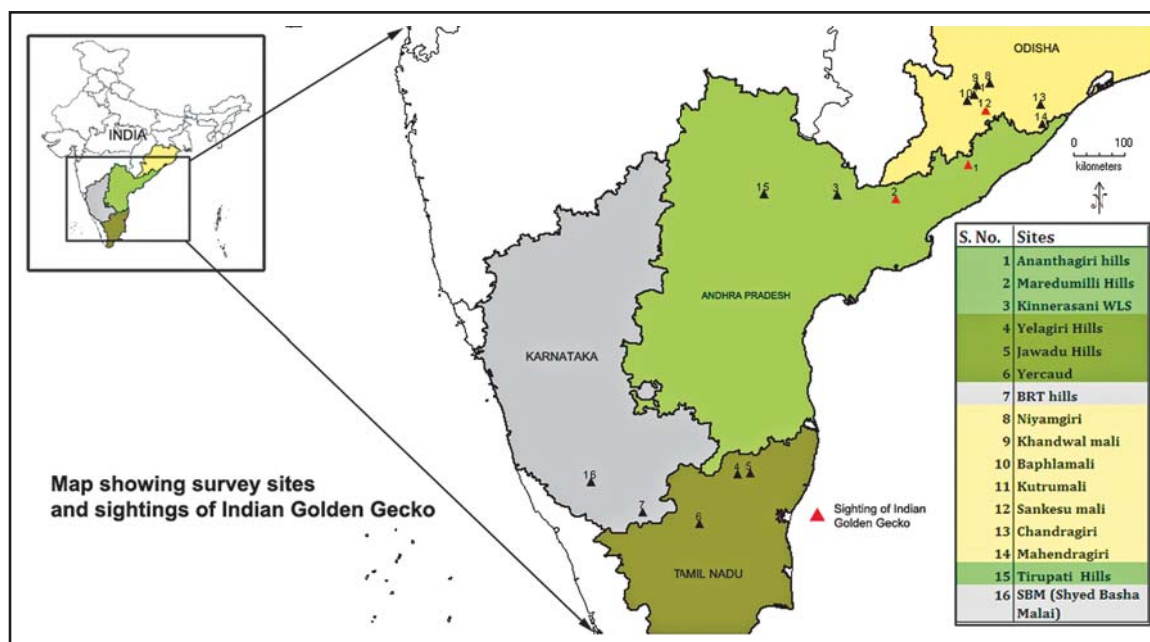 INDIA
ODISHA
9 8
10 1
12
13
14
0 100
kilometers
1
2
3
15
ANDHRA PRADESH
KARNATAKA
16
7
4 5
6
TAMIL NADU
Map showing survey sites
and sightings of Indian Golden Gecko
Sighting of Indian
Golden Gecko
S. No. Sites
1 Ananthagiri hills
2 Maredumilli Hills
3 Kinnerasani WLS
4 Yelagiri Hills
5 Jawadu Hills
6 Yercaud
7 BRT hills
8 Niyamgiri
9 Khandwal mali
10 Baphlamali
11 Kutrumali
12 Sankesu mali
13 Chandragiri
14 Mahendragiri
15 Tirupati Hills
16 SBM (Shyed Basha
Malai)